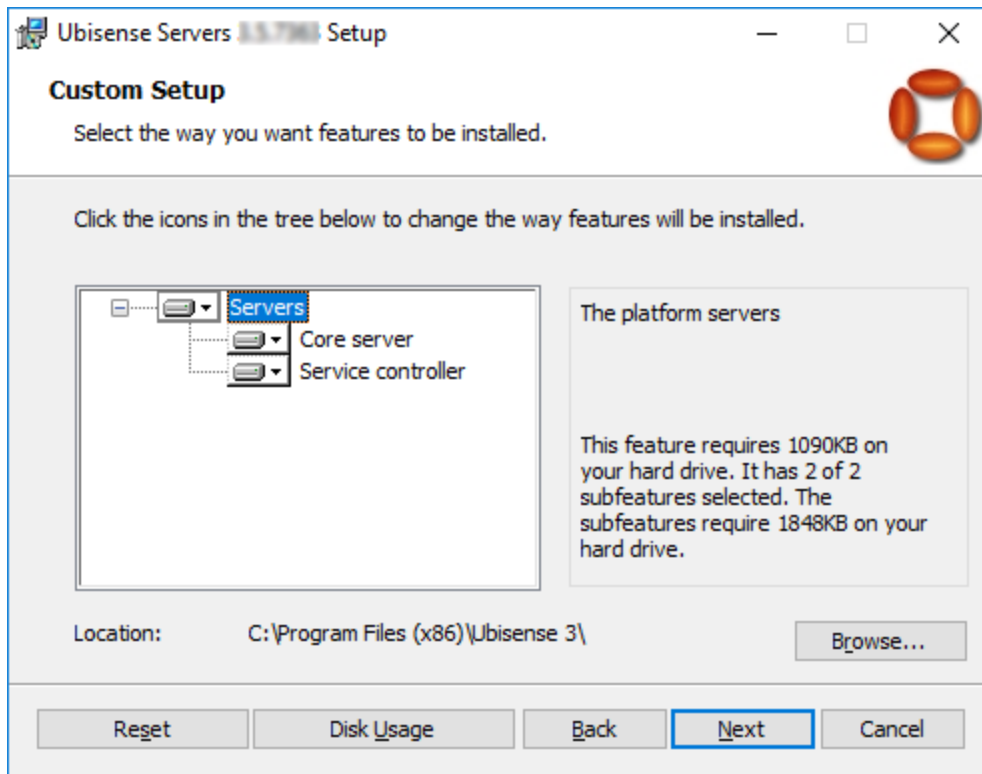 Ubisense Servers Setup
Custom Setup
Select the way you want features to be installed.
Click the icons in the tree below to change the way features will be installed.
Servers
Core server
Service controller
The platform servers
This feature requires 1090KB on
your hard drive. It has 2 of 2
subfeatures selected. The
subfeatures require 1848KB on your
hard drive.
Location: C:\Program Files (x86)\Ubisense 3\
Browse...
Reset Disk Usage Back Next Cancel